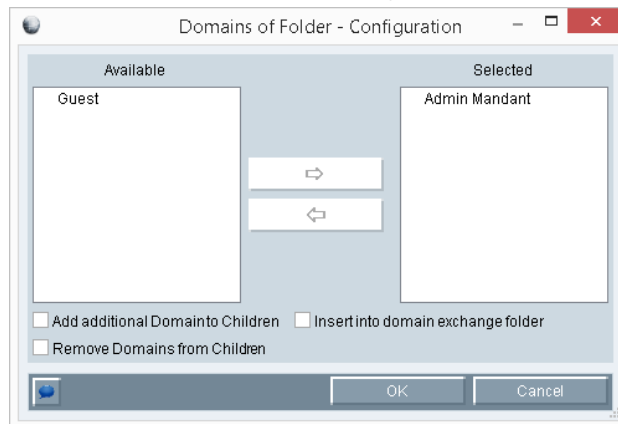 Domains of Folder - Configuration
Available
Selected
Guest
Admin Mandant
Add additional Domainto Children
Insert into domain exchange folder
Remove Domains from Children
OK
Cancel